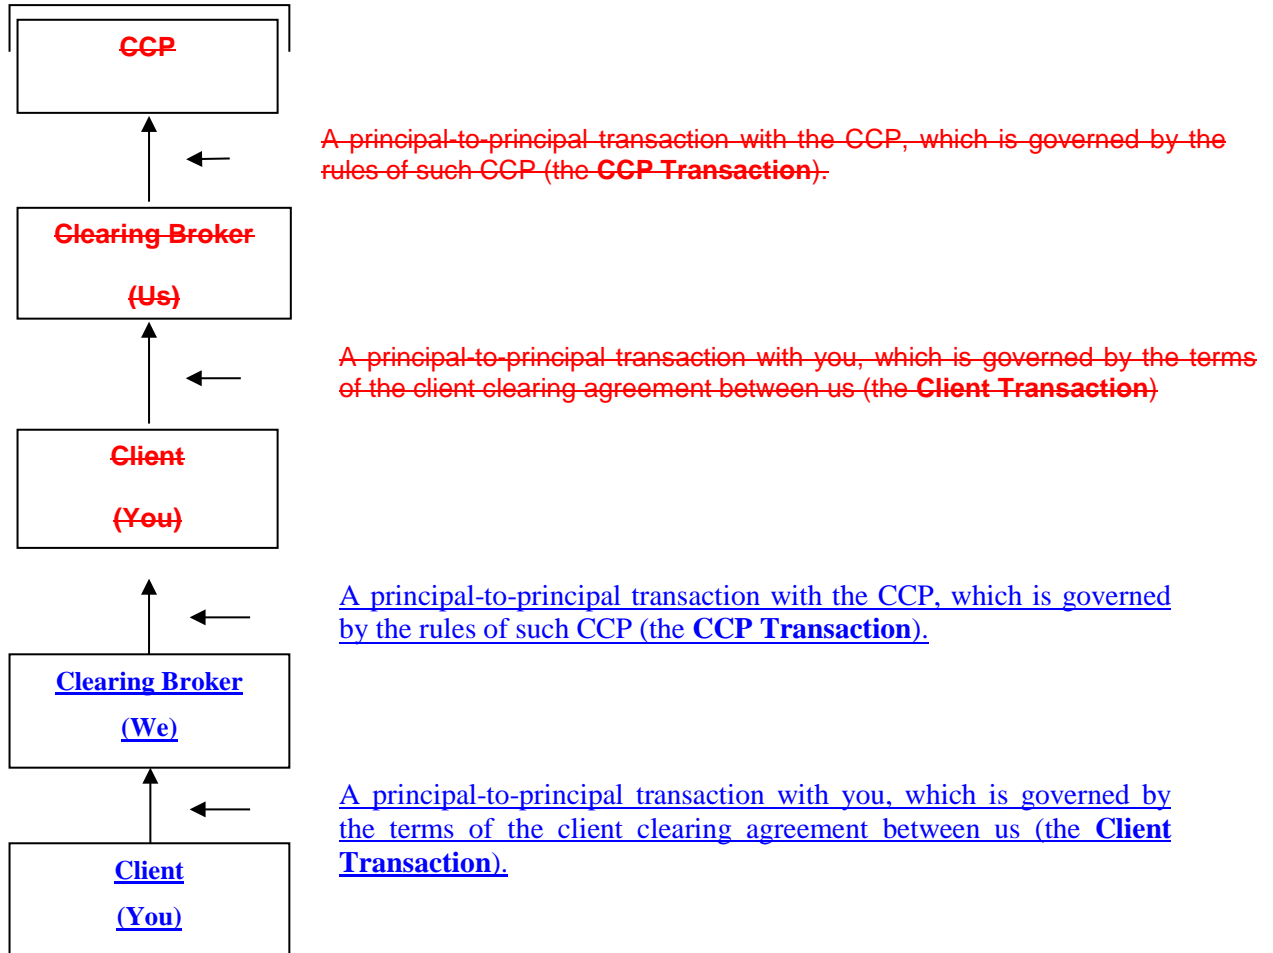 CCP
A principal-to-principal transaction with the CCP, which is governed by the
rules of such CCP (the CCP Transaction).
Clearing Broker
(Us)
A principal-to-principal transaction with you, which is governed by the terms
of the client clearing agreement between us (the Client Transaction)
Client
(You)
A principal-to-principal transaction with the CCP, which is governed
by the rules of such CCP (the CCP Transaction).
Clearing Broker
(We)
A principal-to-principal transaction with you, which is governed by
the terms of the client clearing agreement between us (the Client
Transaction).
Client
(You)